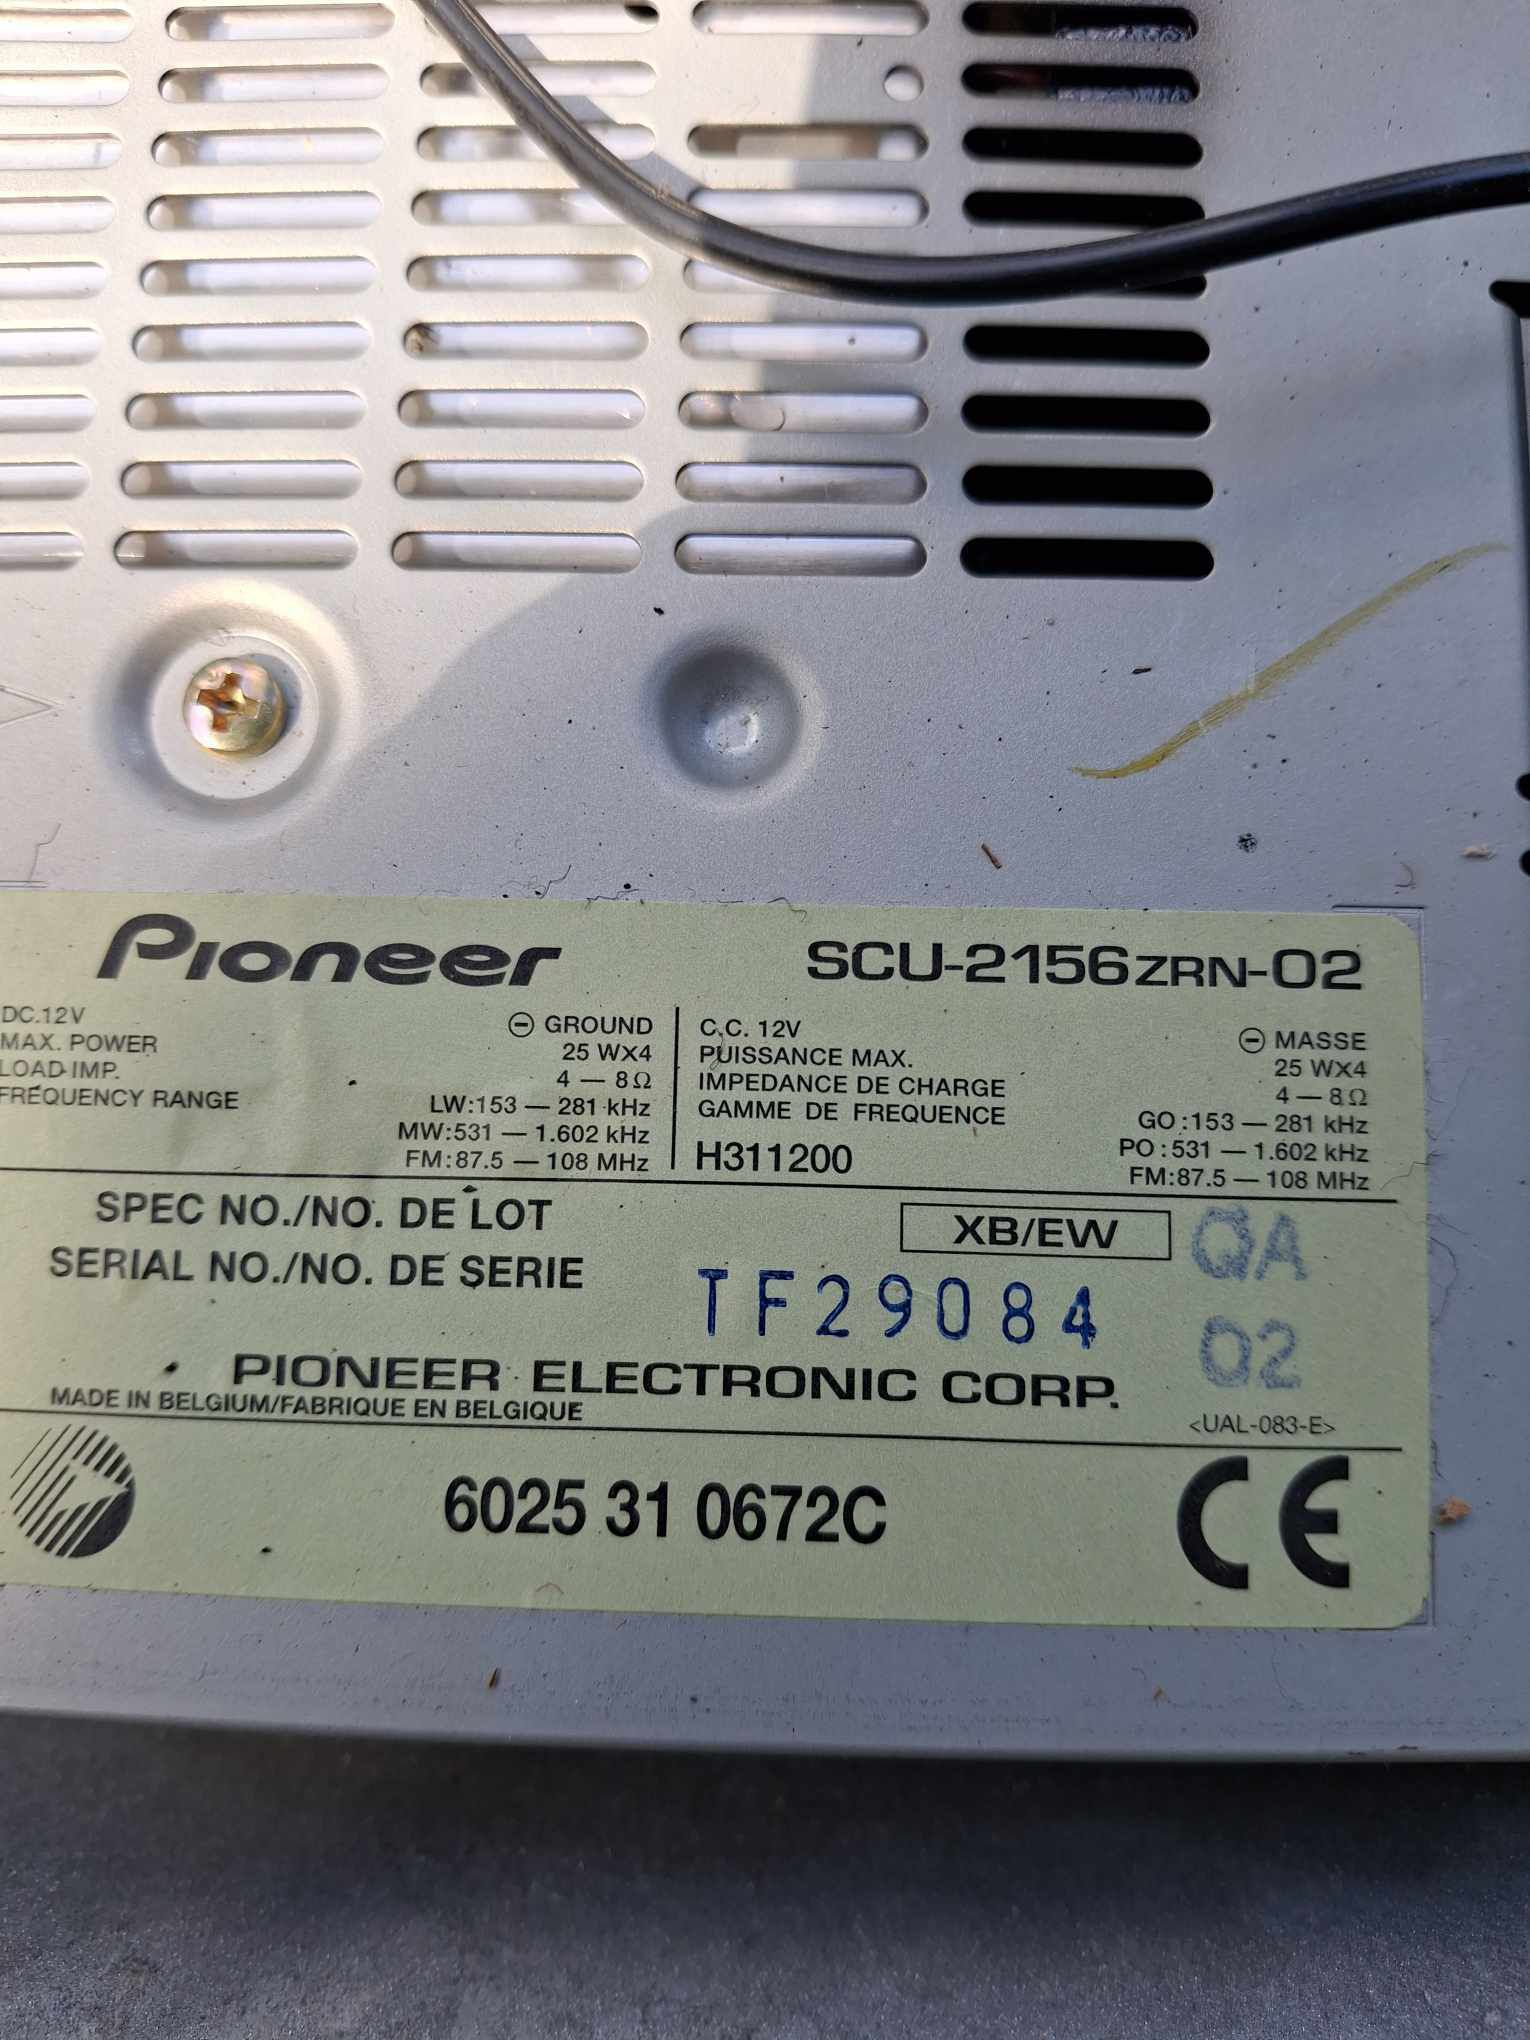 Pioneer SCU-2156ZRN-02
DC.12V ⊖ GROUND
MAX. POWER 25 WX4
LOAD IMP. 4 — 8Ω
FREQUENCY RANGE LW:153 — 281 kHz
MW:531 — 1.602 kHz
FM:87.5 — 108 MHz
C.C. 12V ⊖ MASSE
PUISSANCE MAX. 25 WX4
IMPEDANCE DE CHARGE 4 — 8Ω
GAMME DE FREQUENCE GO:153 — 281 kHz
PO:531 — 1.602 kHz
H311200 FM:87.5 — 108 MHz
SPEC NO./NO. DE LOT XB/EW QA
SERIAL NO./NO. DE SERIE TF29084
02
PIONEER ELECTRONIC CORP.
MADE IN BELGIUM/FABRIQUE EN BELGIQUE <UAL-083-E>
6025 31 0672C CE